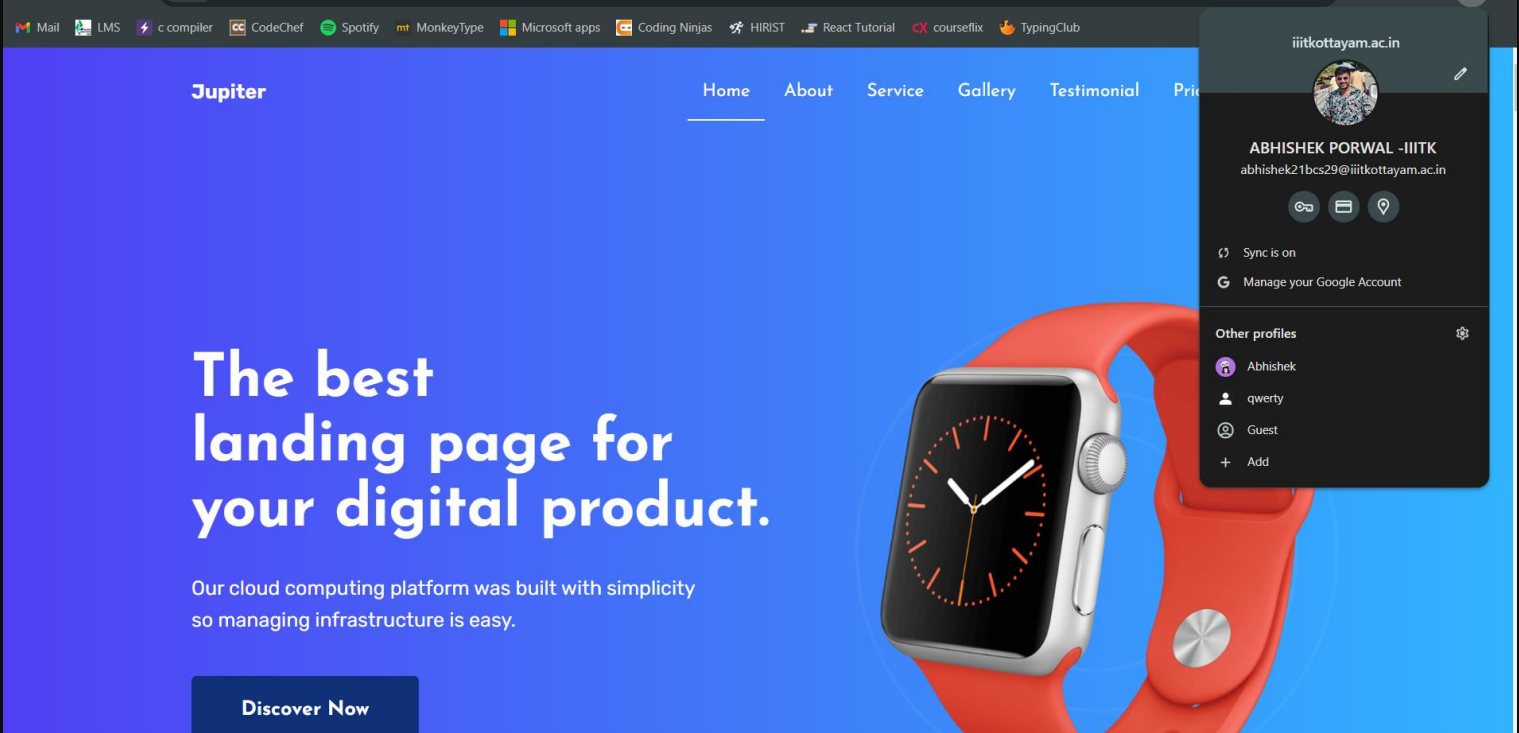 Mail LMS c compiler CodeChef Spotify MonkeyType Microsoft apps Coding Ninjas HIRIST React Tutorial courseflix TypingClub
Jupiter
Home About Service Gallery Testimonial
The best
landing page for
your digital product.
Our cloud computing platform was built with simplicity
so managing infrastructure is easy.
Discover Now
iiitkottayam.ac.in
ABHISHEK PORWAL -IIITK
abhishek21bcs29@iiitkottayam.ac.in
Sync is on
Manage your Google Account
Other profiles
Abhishek
qwerty
Guest
Add